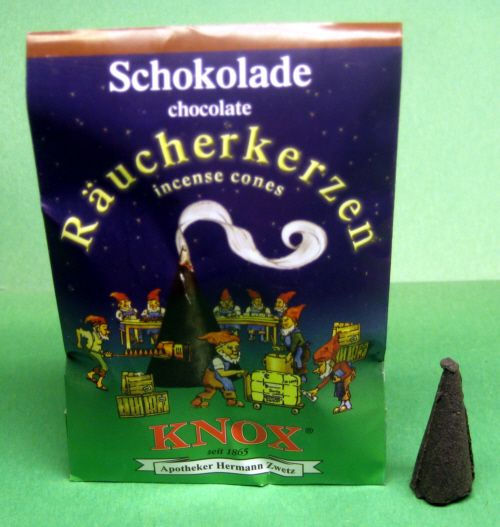 Schokolade
chocolate
Räucherkerzen
incense cones
KNOX®
seit 1865
Apotheker Hermann Zwetz